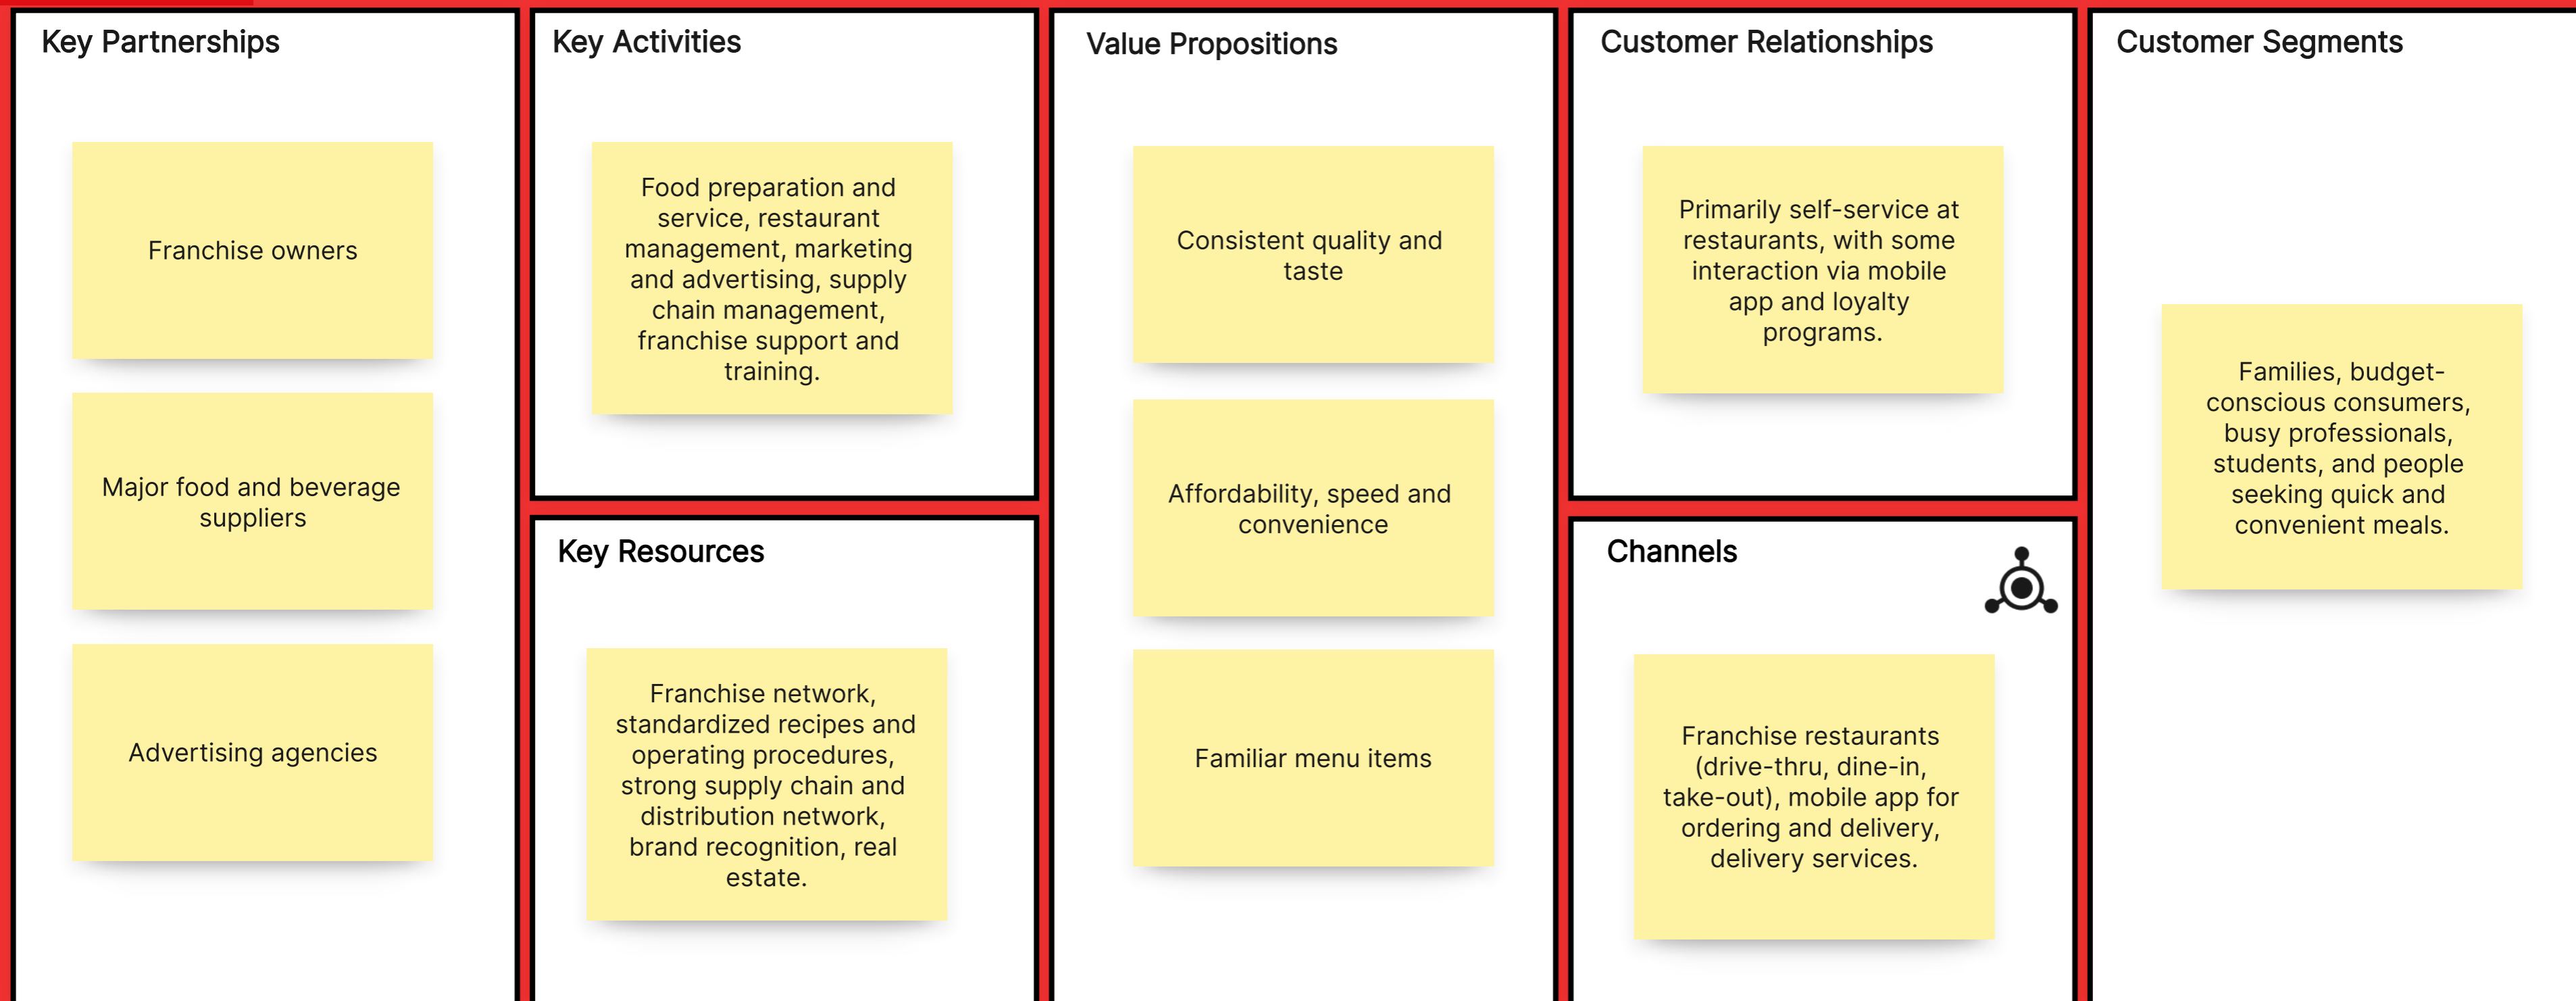 Key Partnerships
Franchise owners
Major food and beverage
suppliers
Advertising agencies
Key Activities
Food preparation and
service, restaurant
management, marketing
and advertising, supply
chain management,
franchise support and
training.
Key Resources
Franchise network,
standardized recipes and
operating procedures,
strong supply chain and
distribution network,
brand recognition, real
estate.
Value Propositions
Consistent quality and
taste
Affordability, speed and
convenience
Familiar menu items
Customer Relationships
Primarily self-service at
restaurants, with some
interaction via mobile
app and loyalty
programs.
Channels
Franchise restaurants
(drive-thru, dine-in,
take-out), mobile app for
ordering and delivery,
delivery services.
Customer Segments
Families, budget-
conscious consumers,
busy professionals,
students, and people
seeking quick and
convenient meals.